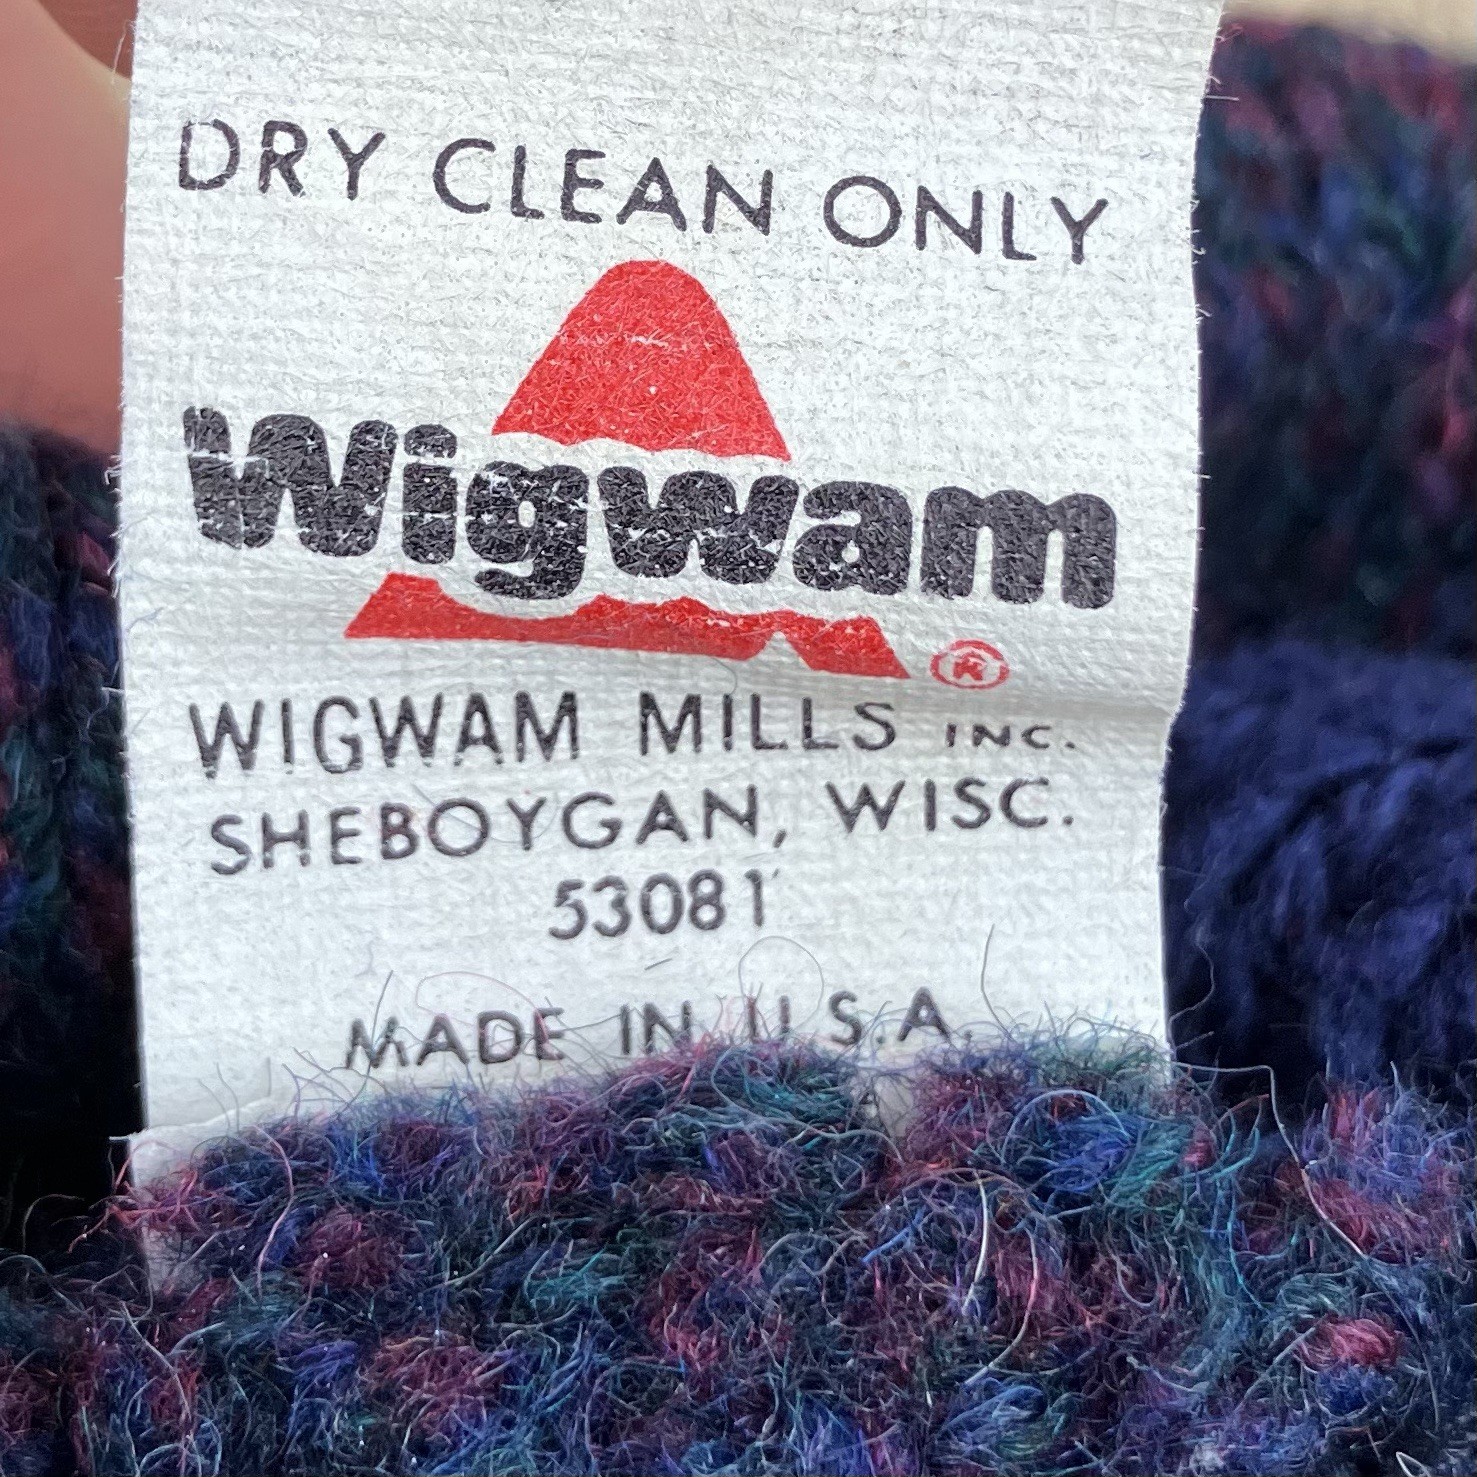 DRY CLEAN ONLY
Wigwam
®
WIGWAM MILLS INC.
SHEBOYGAN, WISC.
53081
MADE IN U.S.A.